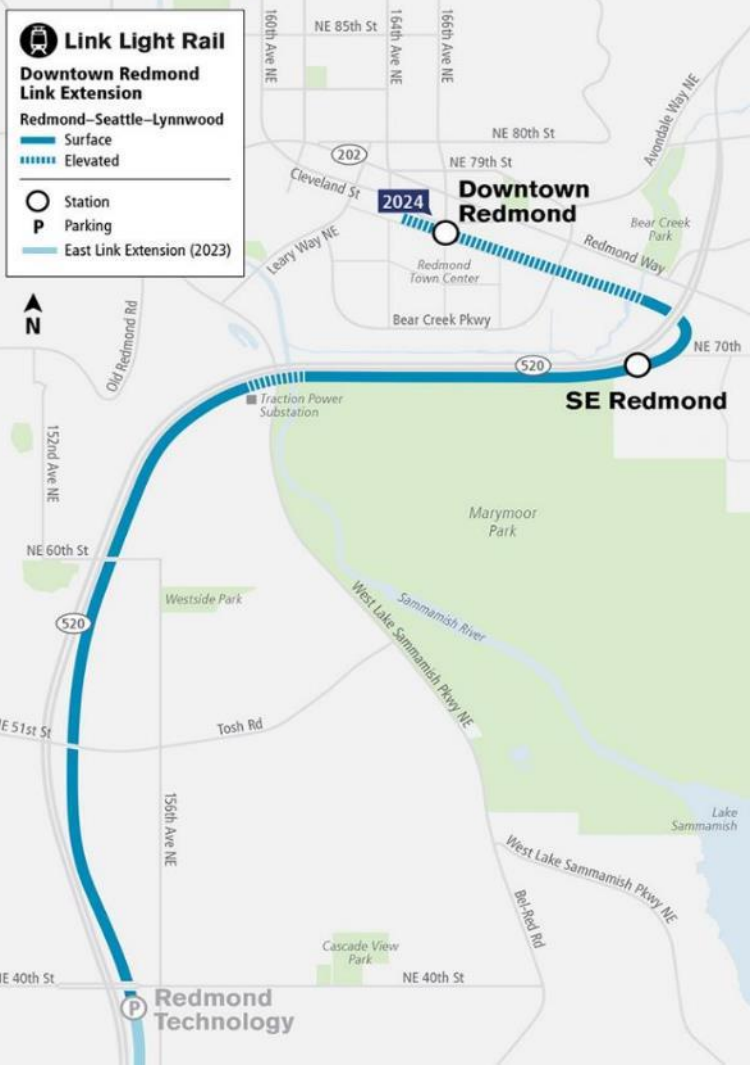 Link Light Rail
Downtown Redmond
Link Extension
Redmond–Seattle–Lynnwood
Surface
Elevated
Station
P Parking
East Link Extension (2023)
N
160th Ave NE
NE 85th St
164th Ave NE
166th Ave NE
Avondale Way NE
NE 80th St
202
NE 79th St
Cleveland St
2024
Downtown
Redmond
Bear Creek
Park
Redmond Way
Leary Way NE
Redmond
Town Center
Old Redmond Rd
Bear Creek Pkwy
NE 70th
520
SE Redmond
Traction Power
Substation
152nd Ave NE
Marymoor
Park
NE 60th St
Westside Park
520
West Lake Sammamish Pkwy NE
Sammamish River
E 51st St
Tosh Rd
156th Ave NE
Lake
Sammamish
West Lake Sammamish Pkwy NE
Bel-Red Rd
Cascade View
Park
E 40th St
NE 40th St
P
Redmond
Technology